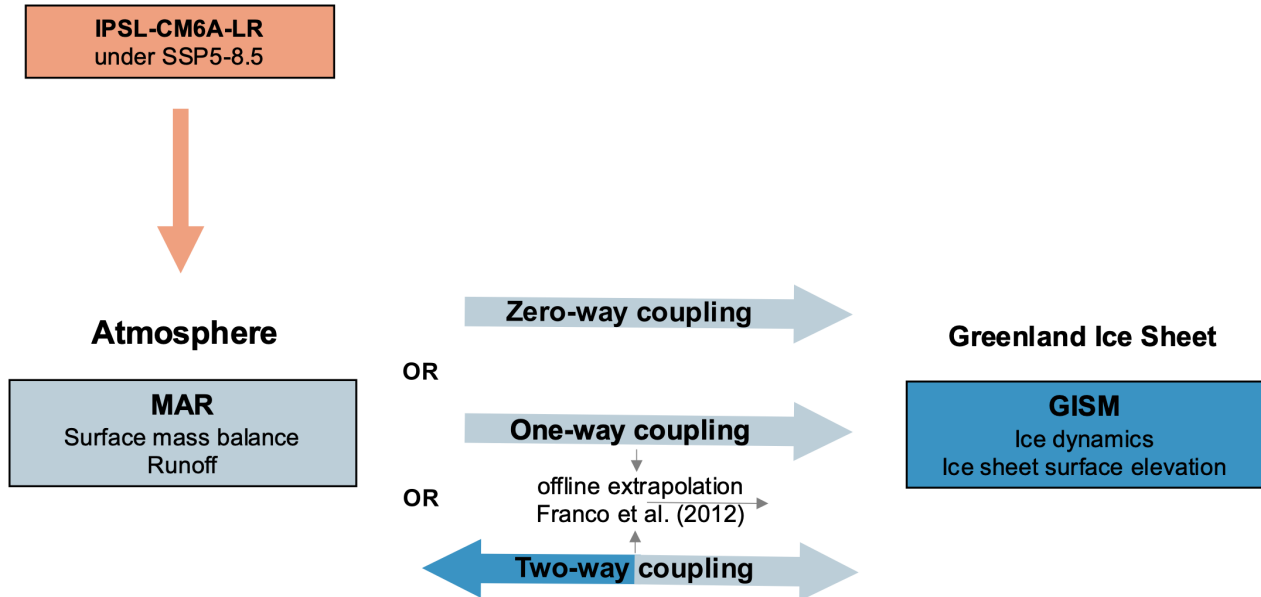 IPSL-CM6A-LR
under SSP5-8.5
Zero-way coupling
Atmosphere
Greenland Ice Sheet
OR
MAR
Surface mass balance
Runoff
One-way coupling
GISM
Ice dynamics
Ice sheet surface elevation
OR
offline extrapolation
Franco et al. (2012)
Two-way coupling